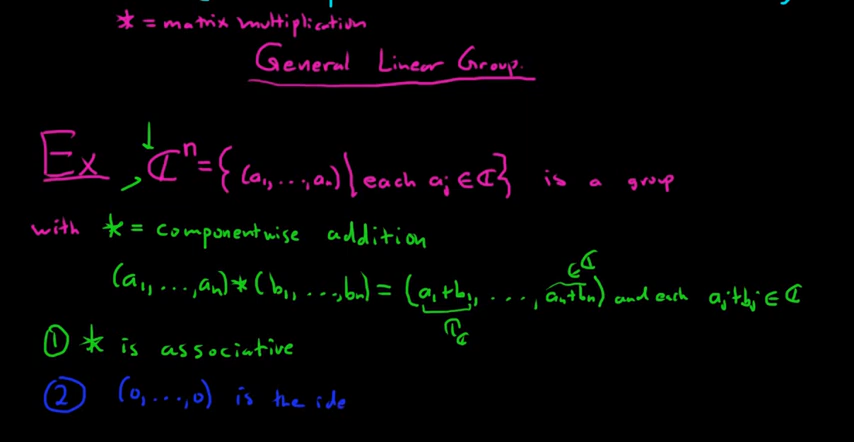 * = matrix multiplication
General Linear Group.
Ex ℂⁿ = { (a₁, ..., aₙ) | each aⱼ ∈ ℂ } is a group
with * = componentwise addition
(a₁, ..., aₙ) * (b₁, ..., bₙ) = (a₁+b₁, ..., aₙ+bₙ) and each aⱼ+bⱼ ∈ ℂ
∈ ℂ
∈ ℂ
① * is associative
② (0, ..., 0) is the ide